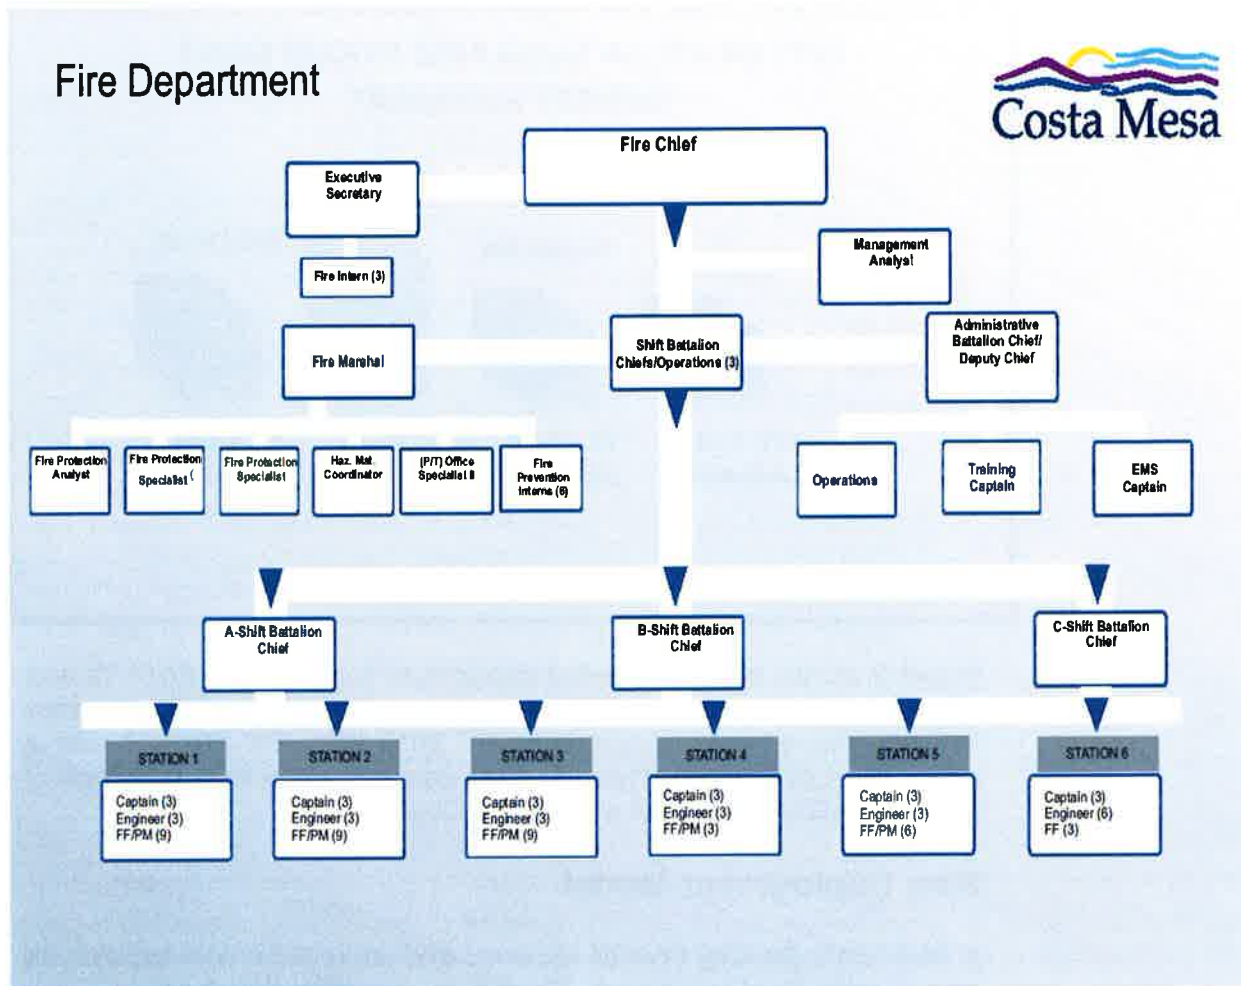 Fire Department
Costa Mesa
Fire Chief
Executive
Secretary
Management
Analyst
Fire Intern (3)
Administrative
Battalion Chief/
Deputy Chief
Shift Battalion
Chiefs/Operations (3)
Fire Marshal
Fire Protection
Analyst
Fire Protection
Specialist (
Fire Protection
Specialist
Haz. Mat.
Coordinator
(P/T) Office
Specialist II
Fire
Prevention
Interns (6)
Operations
Training
Captain
EMS
Captain
A-Shift Battalion
Chief
B-Shift Battalion
Chief
C-Shift Battalion
Chief
STATION 1
Captain (3)
Engineer (3)
FF/PM (9)
STATION 2
Captain (3)
Engineer (3)
FF/PM (9)
STATION 3
Captain (3)
Engineer (3)
FF/PM (9)
STATION 4
Captain (3)
Engineer (3)
FF/PM (3)
STATION 5
Captain (3)
Engineer (3)
FF/PM (6)
STATION 6
Captain (3)
Engineer (6)
FF (3)